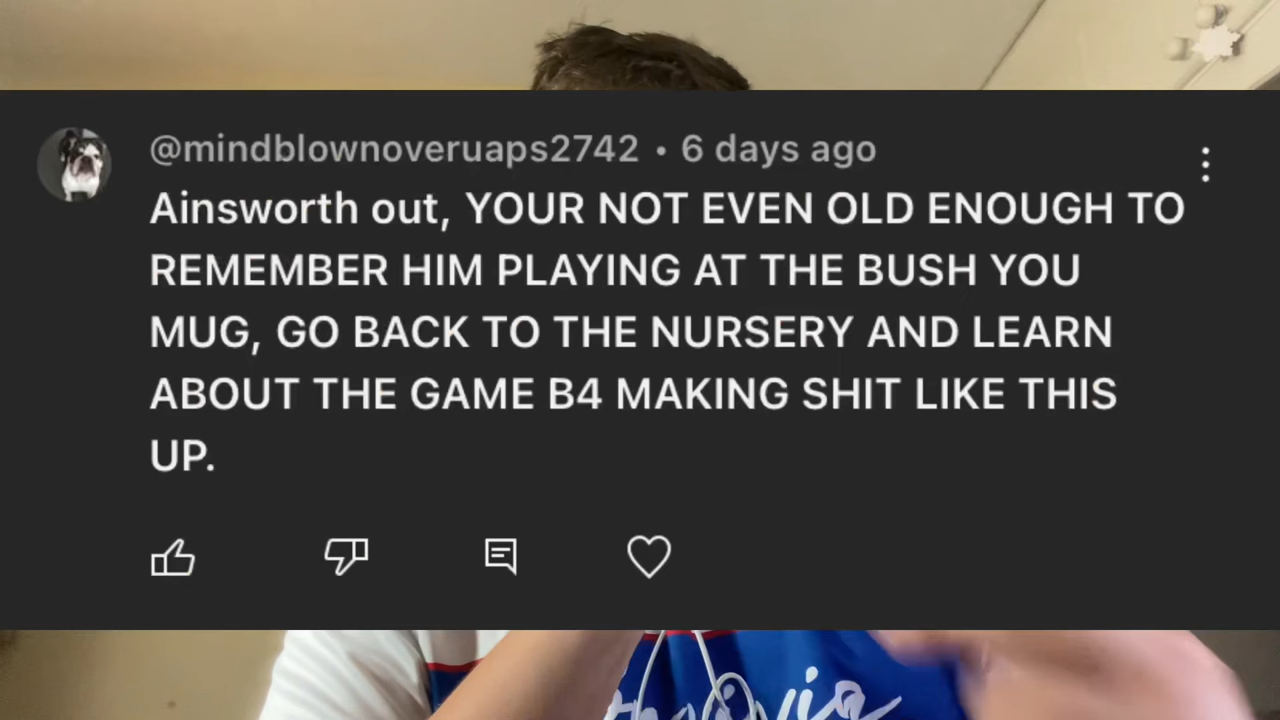 @mindblownoveruaps2742 • 6 days ago
Ainsworth out, YOUR NOT EVEN OLD ENOUGH TO
REMEMBER HIM PLAYING AT THE BUSH YOU
MUG, GO BACK TO THE NURSERY AND LEARN
ABOUT THE GAME B4 MAKING SHIT LIKE THIS
UP.